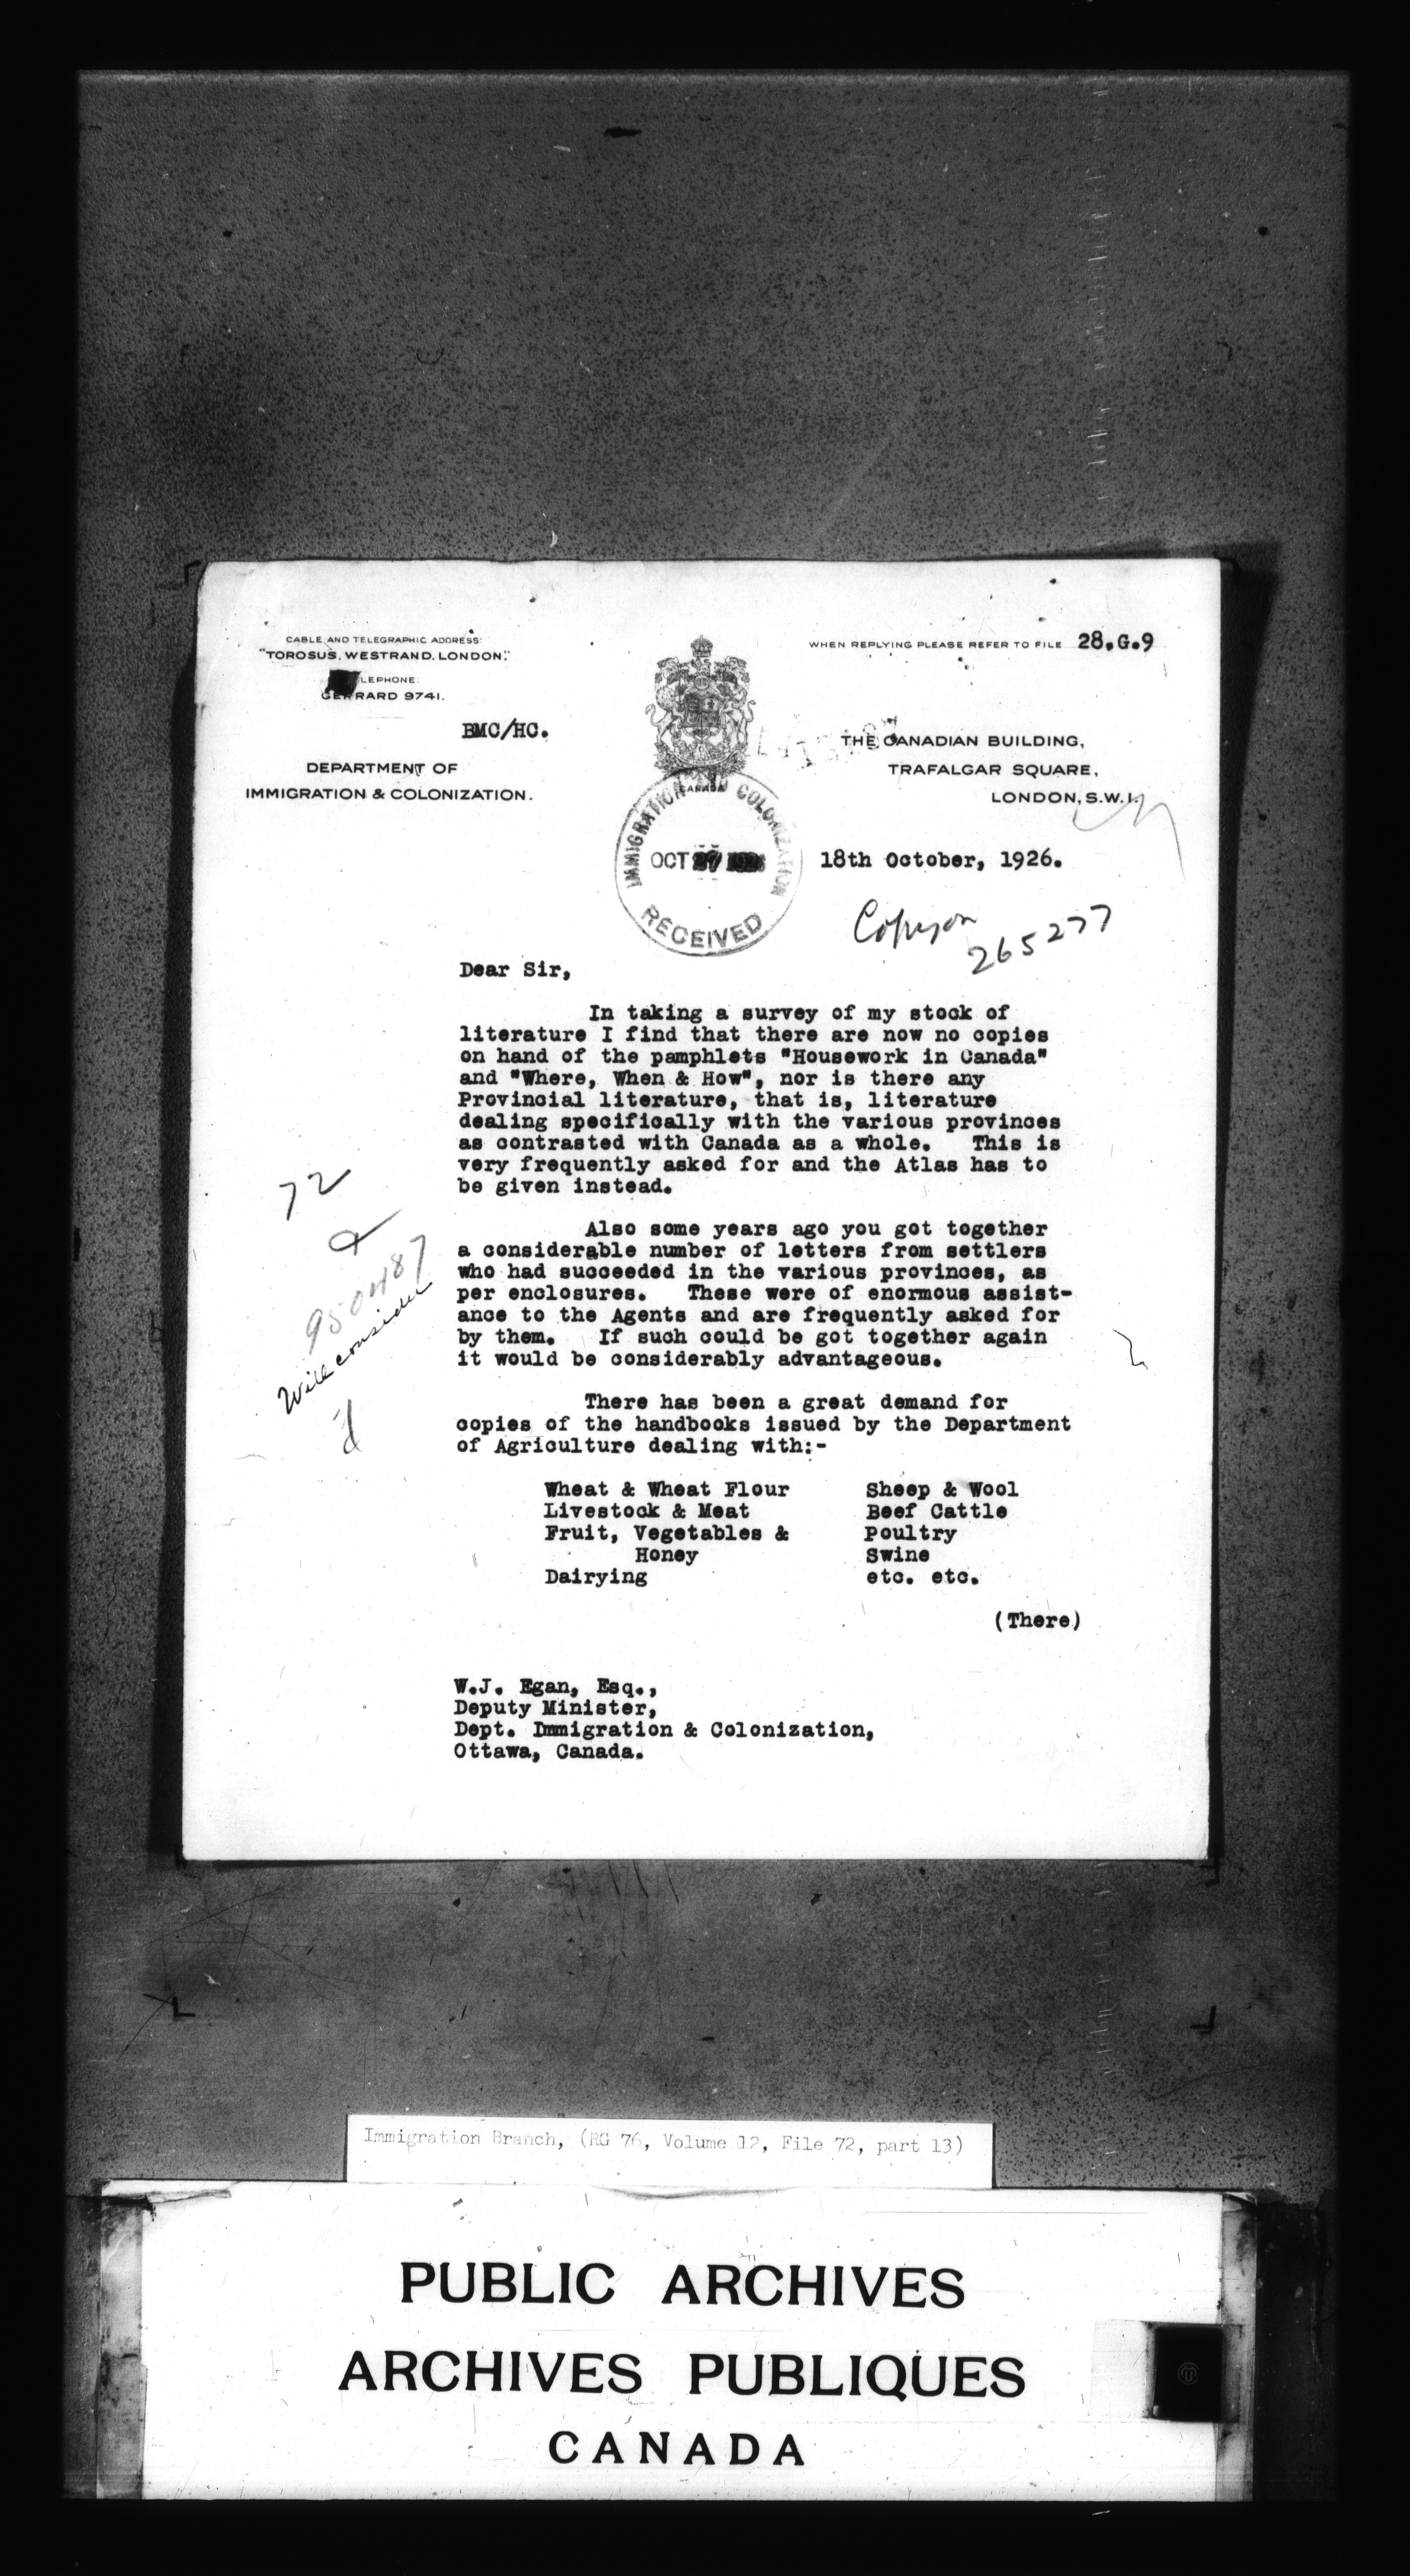 CABLE AND TELEGRAPHIC ADDRESS:
"TOROSUS, WESTRAND, LONDON."
WHEN REPLYING PLEASE REFER TO FILE 28.G.9
LEPHONE:
GERRARD 9741.
BMC/HC.
DEPARTMENT OF
IMMIGRATION & COLONIZATION.
CANADA
THE CANADIAN BUILDING,
TRAFALGAR SQUARE,
LONDON, S.W.1.
IMMIGRATION AND COLONIZATION
OCT 27 1926
RECEIVED
18th October, 1926.
Copy on
265277
Dear Sir,
In taking a survey of my stock of
literature I find that there are now no copies
on hand of the pamphlets "Housework in Canada"
and "Where, When & How", nor is there any
Provincial literature, that is, literature
dealing specifically with the various provinces
as contrasted with Canada as a whole. This is
very frequently asked for and the Atlas has to
be given instead.
72
&
950487
Will consider
Also some years ago you got together
a considerable number of letters from settlers
who had succeeded in the various provinces, as
per enclosures. These were of enormous assist-
ance to the Agents and are frequently asked for
by them. If such could be got together again
it would be considerably advantageous.
There has been a great demand for
copies of the handbooks issued by the Department
of Agriculture dealing with:-
Wheat & Wheat Flour Sheep & Wool
Livestock & Meat Beef Cattle
Fruit, Vegetables & Poultry
Honey Swine
Dairying etc. etc.
(There)
W.J. Egan, Esq.,
Deputy Minister,
Dept. Immigration & Colonization,
Ottawa, Canada.
Immigration Branch, (RG 76, Volume 12, File 72, part 13)
PUBLIC ARCHIVES
ARCHIVES PUBLIQUES
CANADA